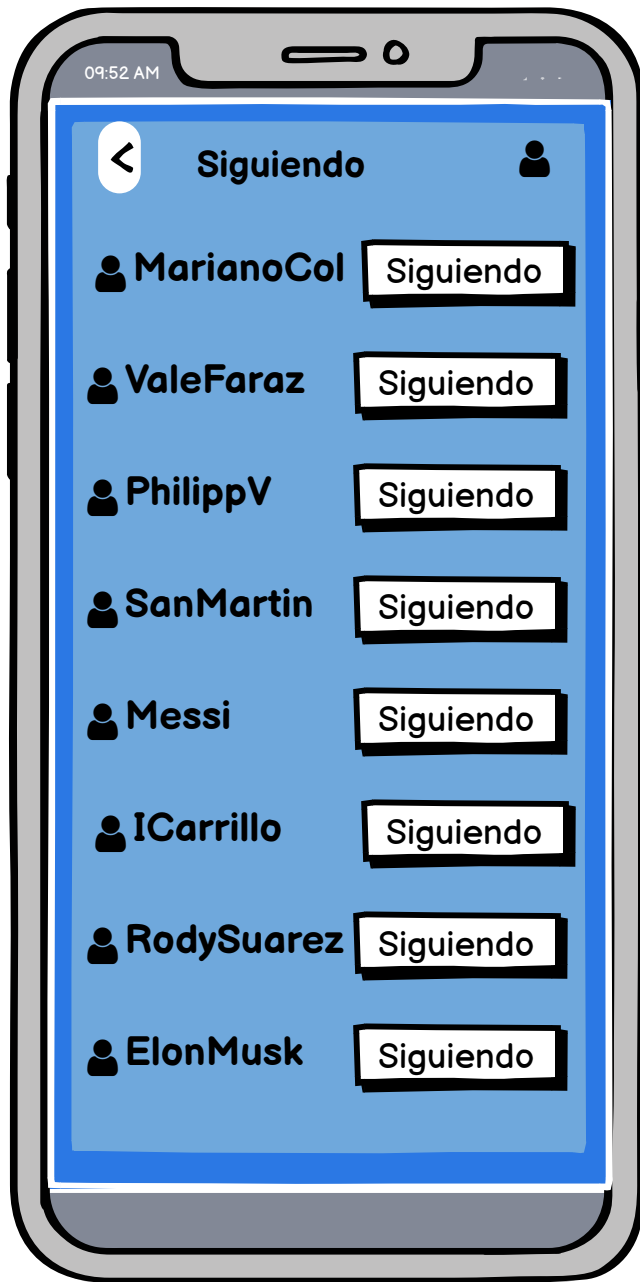 09:52 AM
Siguiendo
MarianoCol Siguiendo
ValeFaraz Siguiendo
PhilippV Siguiendo
SanMartin Siguiendo
Messi Siguiendo
ICarrillo Siguiendo
RodySuarez Siguiendo
ElonMusk Siguiendo